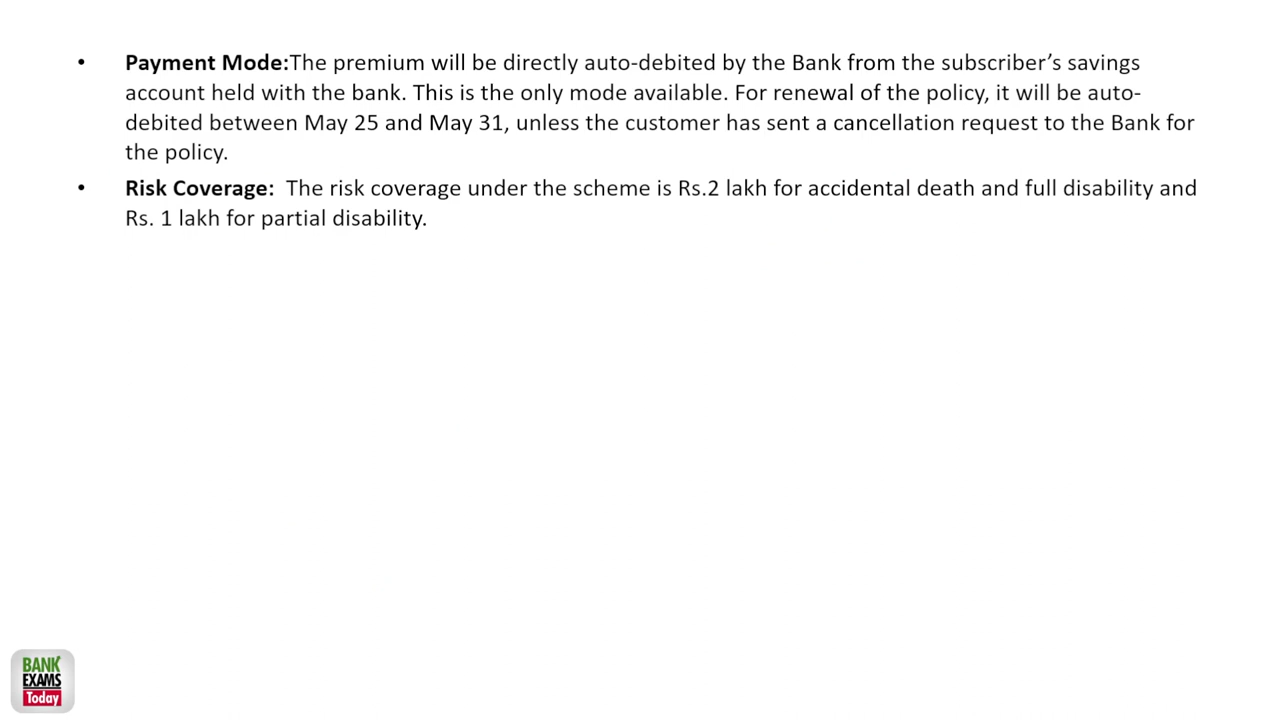 • Payment Mode:The premium will be directly auto-debited by the Bank from the subscriber’s savings
account held with the bank. This is the only mode available. For renewal of the policy, it will be auto-
debited between May 25 and May 31, unless the customer has sent a cancellation request to the Bank for
the policy.
• Risk Coverage:  The risk coverage under the scheme is Rs.2 lakh for accidental death and full disability and
Rs. 1 lakh for partial disability.
BANK
EXAMS
Today